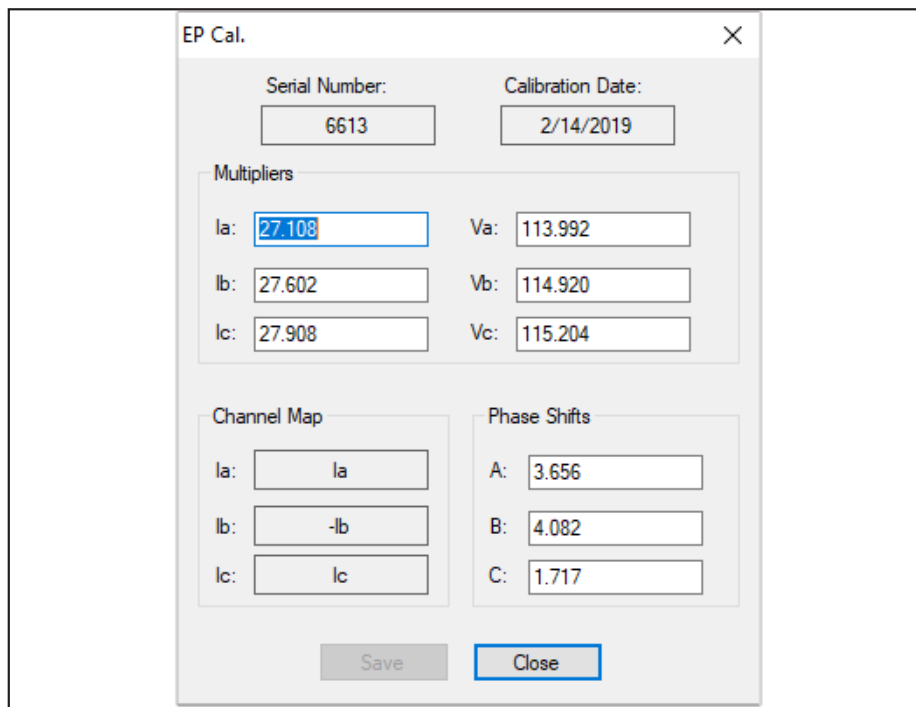 EP Cal.
Serial Number: Calibration Date:
6613 2/14/2019
Multipliers
Ia: 27.108 Va: 113.992
Ib: 27.602 Vb: 114.920
Ic: 27.908 Vc: 115.204
Channel Map Phase Shifts
Ia: Ia A: 3.656
Ib: -Ib B: 4.082
Ic: Ic C: 1.717
Save Close